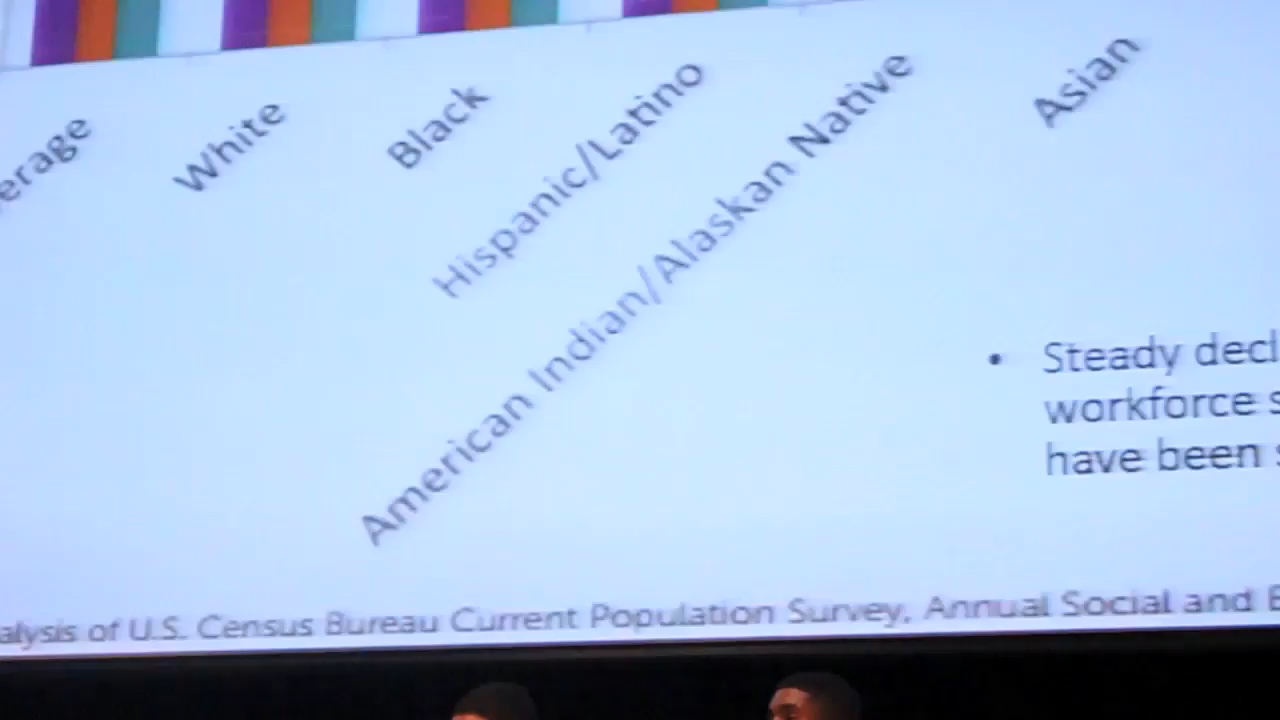 erage
White
Black
Hispanic/Latino
American Indian/Alaskan Native
Asian
• Steady decl
workforce s
have been s
alysis of U.S. Census Bureau Current Population Survey, Annual Social and E